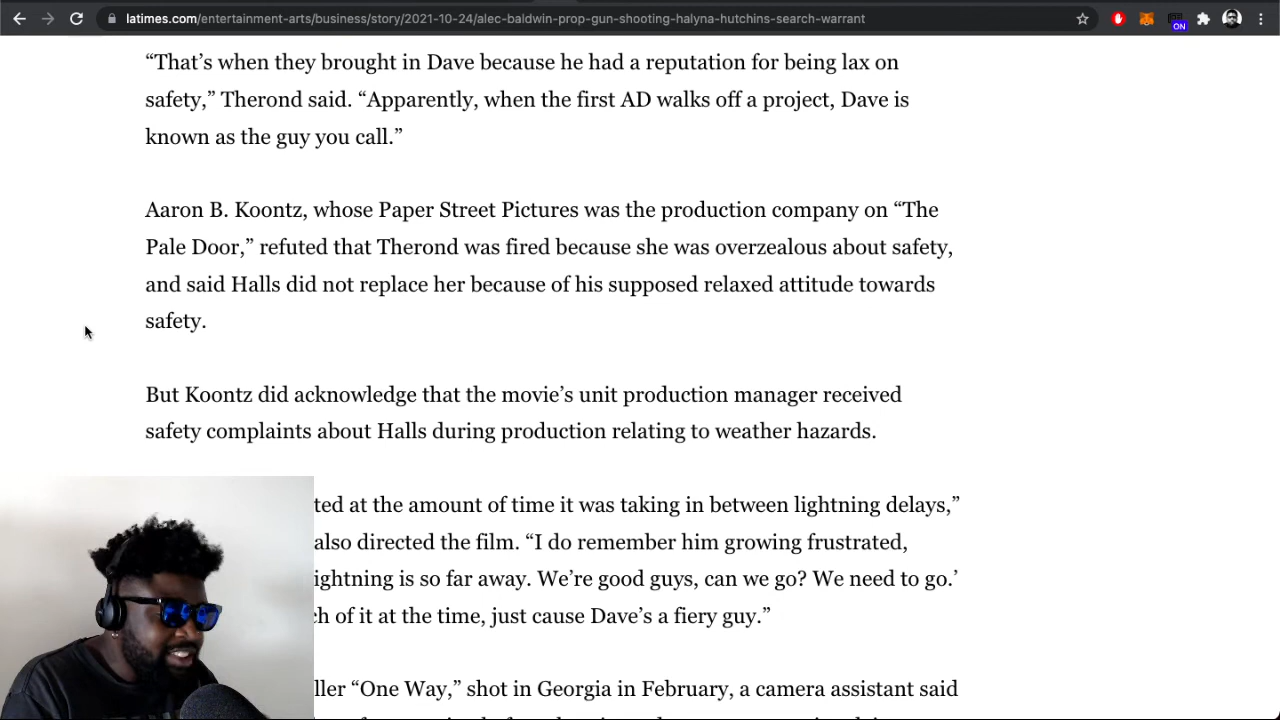 latimes.com/entertainment-arts/business/story/2021-10-24/alec-baldwin-prop-gun-shooting-halyna-hutchins-search-warrant
ON
“That’s when they brought in Dave because he had a reputation for being lax on
safety,” Therond said. “Apparently, when the first AD walks off a project, Dave is
known as the guy you call.”
Aaron B. Koontz, whose Paper Street Pictures was the production company on “The
Pale Door,” refuted that Therond was fired because she was overzealous about safety,
and said Halls did not replace her because of his supposed relaxed attitude towards
safety.
But Koontz did acknowledge that the movie’s unit production manager received
safety complaints about Halls during production relating to weather hazards.
ted at the amount of time it was taking in between lightning delays,”
also directed the film. “I do remember him growing frustrated,
ightning is so far away. We’re good guys, can we go? We need to go.’
ch of it at the time, just cause Dave’s a fiery guy.”
ller “One Way,” shot in Georgia in February, a camera assistant said